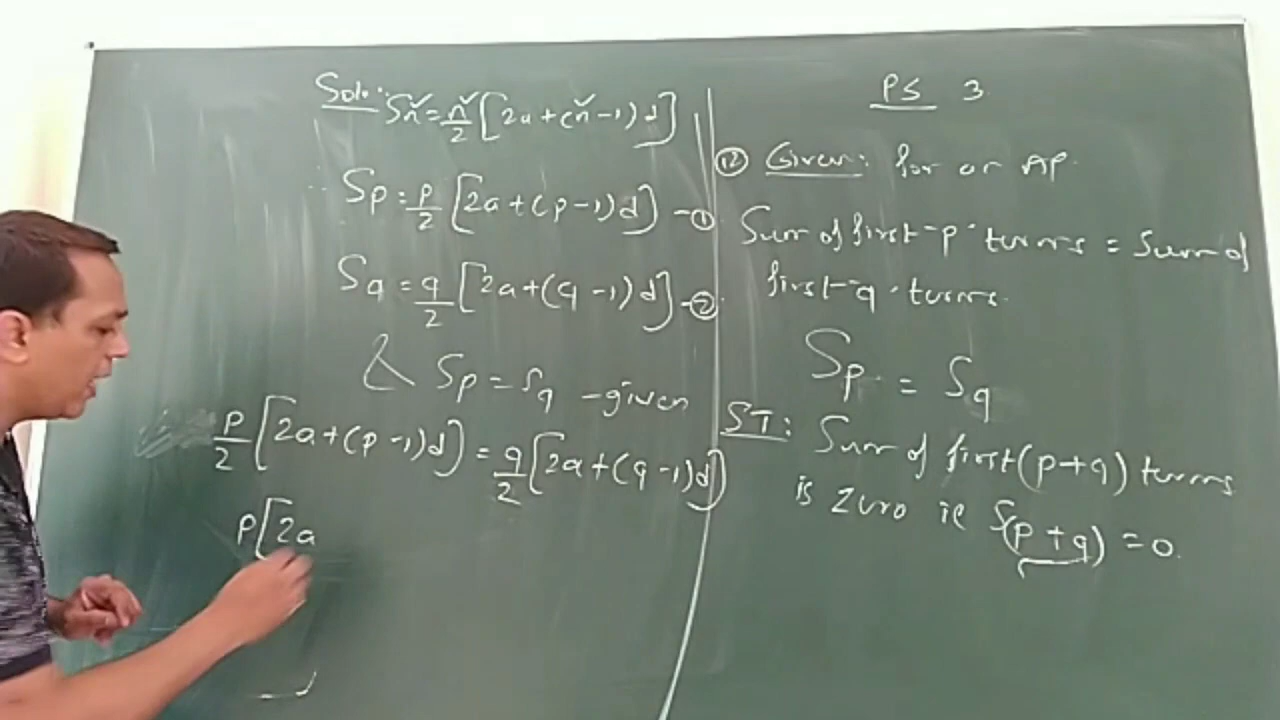 PS 3
(12) Given: for or AP.
Sum of first -p- terms = Sum of
first -q- terms.
Sp = Sq
ST: Sum of first (p+q) terms
is zero ie S(p+q) = 0.
Soln:. Sn = n/2 [2a+(n-1)d]
∴ Sp = p/2 [2a+(p-1)d] -①
Sq = q/2 [2a+(q-1)d] -②
& Sp = Sq -given
p/2 [2a+(p-1)d] = q/2 [2a+(q-1)d]
P[2a